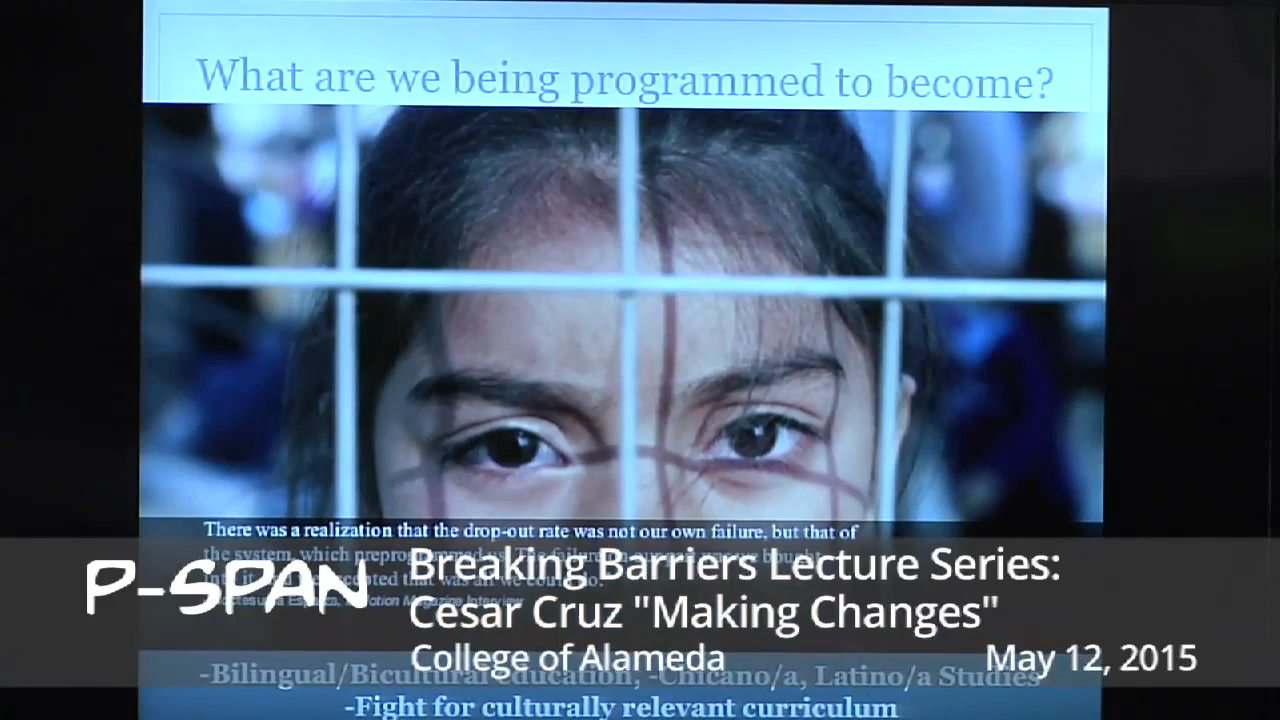 What are we being programmed to become?
There was a realization that the drop-out rate was not our own failure, but that of
the system, which
P-SPAN
Breaking Barriers Lecture Series:
Cesar Cruz "Making Changes"
College of Alameda
May 12, 2015
-Bilingual/Bicultural Education, -Chicano/a, Latino/a Studies
-Fight for culturally relevant curriculum